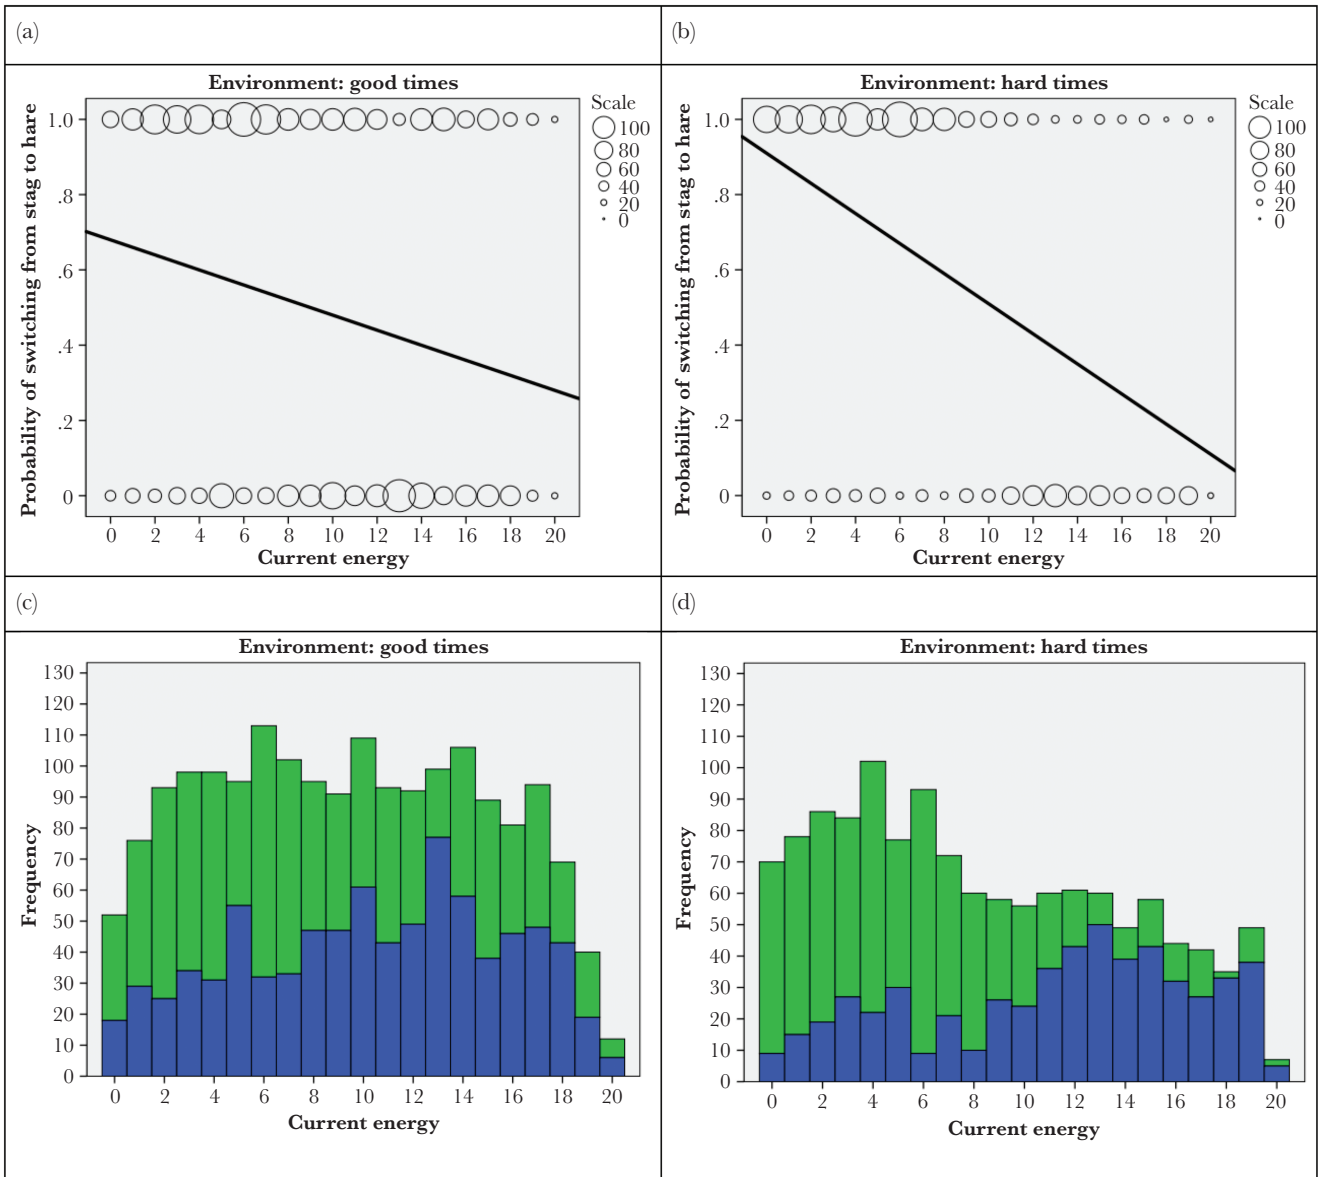 (a)
(b)
Environment: good times
Probability of switching from stag to hare
1.0
.8
.6
.4
.2
0
0 2 4 6 8 10 12 14 16 18 20
Current energy
Scale
100
80
60
40
20
0
Environment: hard times
Probability of switching from stag to hare
1.0
.8
.6
.4
.2
0
0 2 4 6 8 10 12 14 16 18 20
Current energy
Scale
100
80
60
40
20
0
(c)
(d)
Environment: good times
Frequency
130
120
110
100
90
80
70
60
50
40
30
20
10
0
0 2 4 6 8 10 12 14 16 18 20
Current energy
Environment: hard times
Frequency
130
120
110
100
90
80
70
60
50
40
30
20
10
0
0 2 4 6 8 10 12 14 16 18 20
Current energy